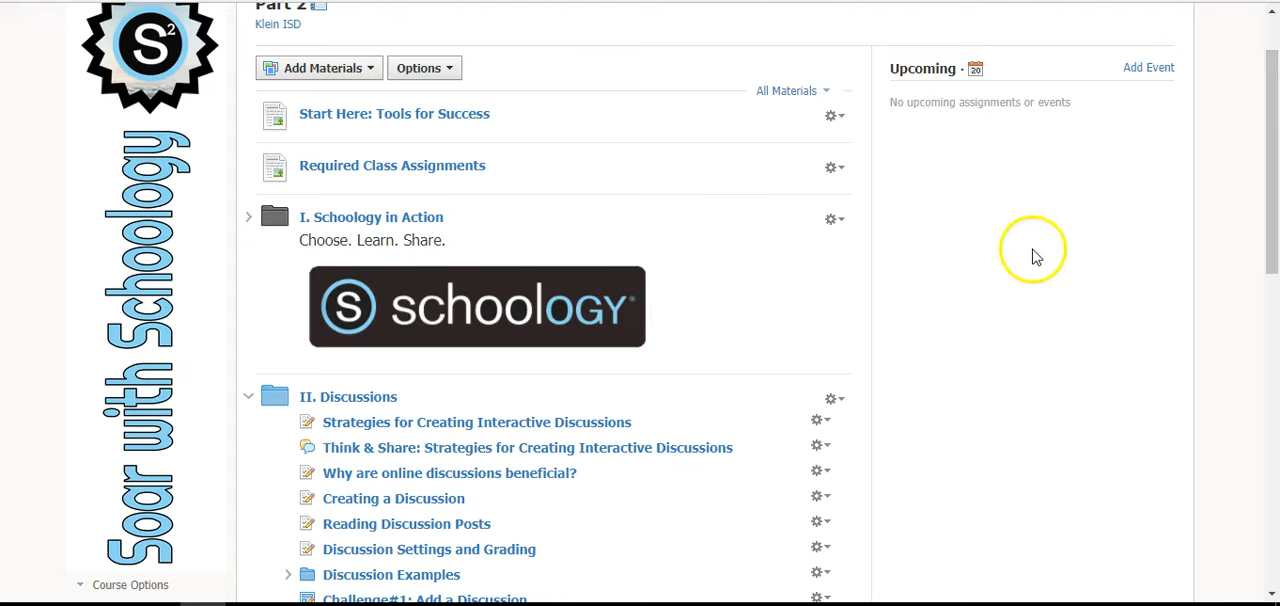 Part 2
Klein ISD
S2
Soar with Schoology
Course Options
Add Materials
Options
All Materials
Start Here: Tools for Success
Required Class Assignments
I. Schoology in Action
Choose. Learn. Share.
S schoology®
II. Discussions
Strategies for Creating Interactive Discussions
Think & Share: Strategies for Creating Interactive Discussions
Why are online discussions beneficial?
Creating a Discussion
Reading Discussion Posts
Discussion Settings and Grading
Discussion Examples
Challenge#1: Add a Discussion
Upcoming · 20
Add Event
No upcoming assignments or events